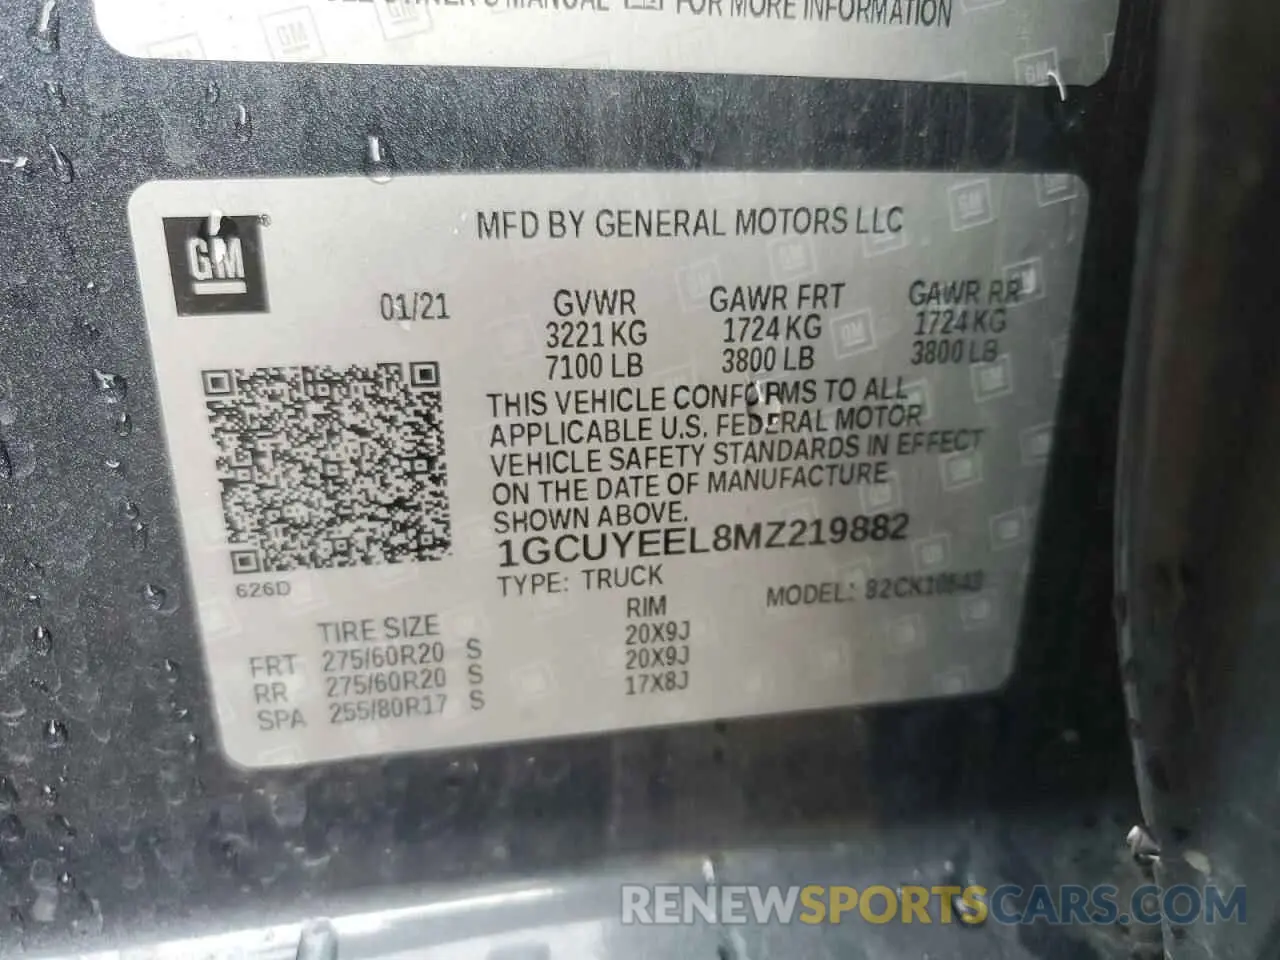 OWNER'S MANUAL FOR MORE INFORMATION
GM ®
MFD BY GENERAL MOTORS LLC
01/21 GVWR GAWR FRT GAWR RR
3221 KG 1724 KG 1724 KG
7100 LB 3800 LB 3800 LB
THIS VEHICLE CONFORMS TO ALL
APPLICABLE U.S. FEDERAL MOTOR
VEHICLE SAFETY STANDARDS IN EFFECT
ON THE DATE OF MANUFACTURE
SHOWN ABOVE.
1GCUYEEL8MZ219882
626D
TYPE: TRUCK MODEL:
TIRE SIZE RIM
FRT 275/60R20 S 20X9J
RR 275/60R20 S 20X9J
SPA 255/80R17 S 17X8J
RENEWSPORTSCARS.COM